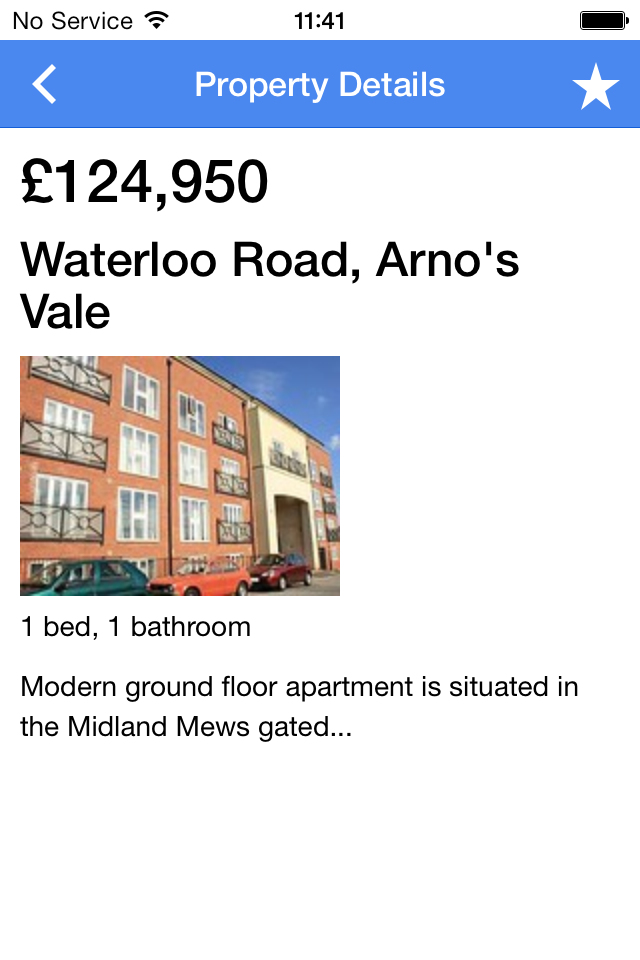 No Service 11:41
Property Details
£124,950
Waterloo Road, Arno's
Vale
1 bed, 1 bathroom
Modern ground floor apartment is situated in
the Midland Mews gated...